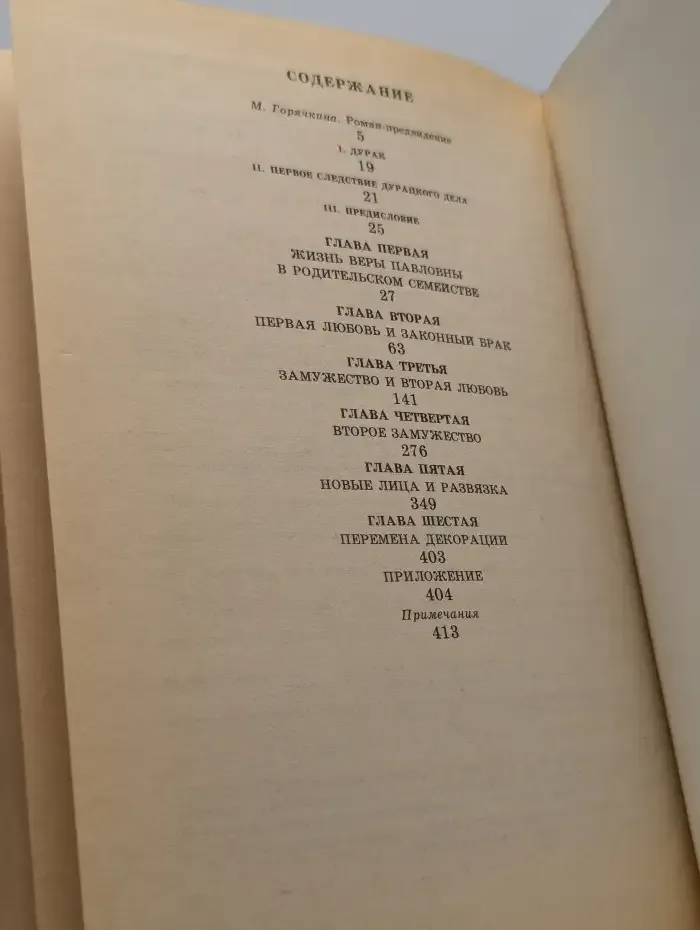 СОДЕРЖАНИЕ
М. Горячкина. Роман-предвидение
5
I. ДУРАК
19
II. ПЕРВОЕ СЛЕДСТВИЕ ДУРАЦКОГО ДЕЛА
21
III. ПРЕДИСЛОВИЕ
25
ГЛАВА ПЕРВАЯ
ЖИЗНЬ ВЕРЫ ПАВЛОВНЫ
В РОДИТЕЛЬСКОМ СЕМЕЙСТВЕ
27
ГЛАВА ВТОРАЯ
ПЕРВАЯ ЛЮБОВЬ И ЗАКОННЫЙ БРАК
63
ГЛАВА ТРЕТЬЯ
ЗАМУЖЕСТВО И ВТОРАЯ ЛЮБОВЬ
141
ГЛАВА ЧЕТВЕРТАЯ
ВТОРОЕ ЗАМУЖЕСТВО
276
ГЛАВА ПЯТАЯ
НОВЫЕ ЛИЦА И РАЗВЯЗКА
349
ГЛАВА ШЕСТАЯ
ПЕРЕМЕНА ДЕКОРАЦИЙ
403
ПРИЛОЖЕНИЕ
404
Примечания
413